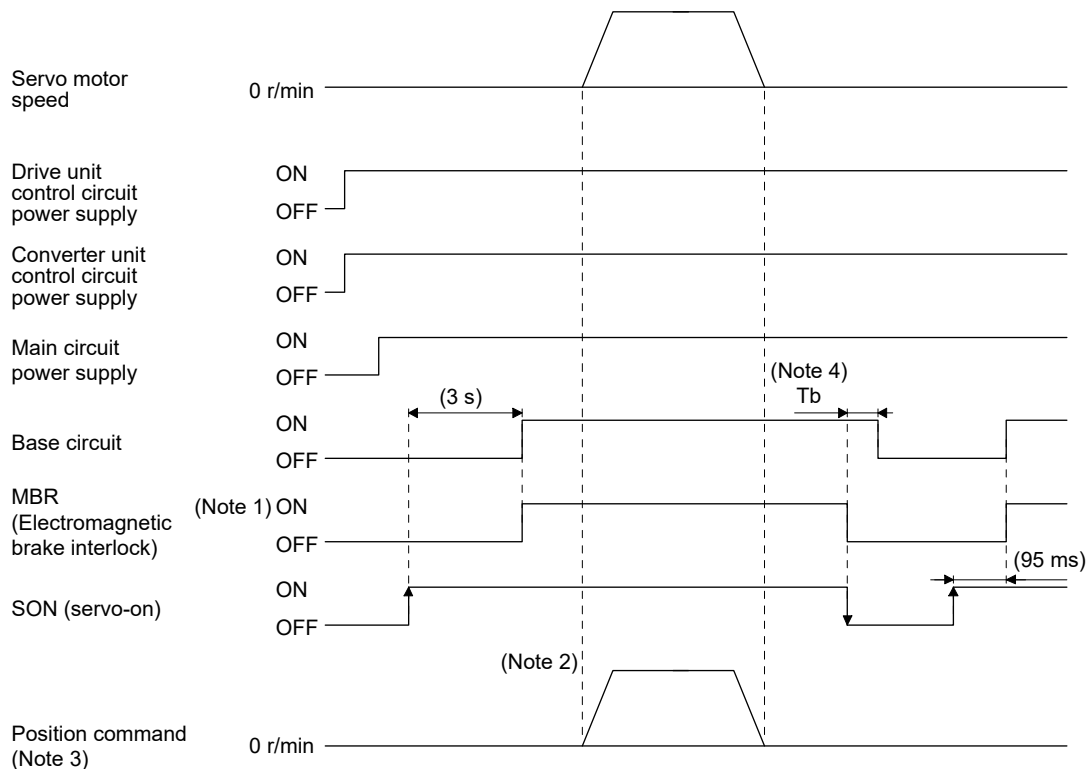 Servo motor
speed
0 r/min
Drive unit
control circuit
power supply
ON
OFF
Converter unit
control circuit
power supply
ON
OFF
Main circuit
power supply
ON
OFF
(Note 4)
Tb
(3 s)
Base circuit
ON
OFF
MBR
(Electromagnetic
brake interlock)
(Note 1) ON
OFF
(95 ms)
SON (servo-on)
ON
OFF
(Note 2)
Position command
(Note 3)
0 r/min